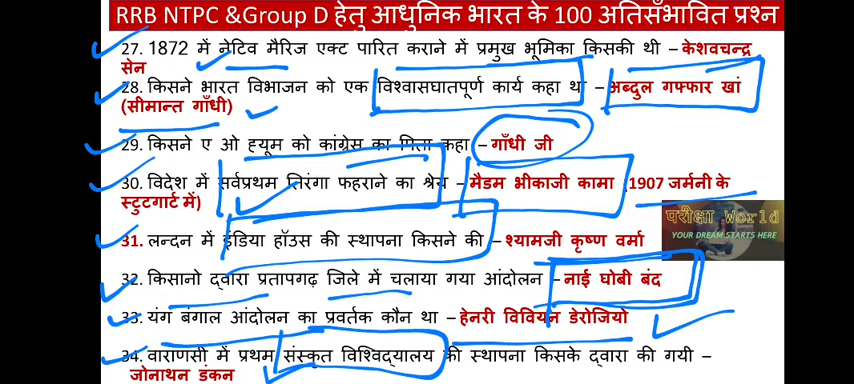 RRB NTPC &Group D हेतु आधुनिक भारत के 100 अतिसँभावित प्रश्न
27. 1872 में नेटिव मैरिज एक्ट पारित कराने में प्रमुख भूमिका किसकी थी – केशवचन्द्र
सेन
28. किसने भारत विभाजन को एक विश्वासघातपूर्ण कार्य कहा था – अब्दुल गफ्फार खां
(सीमान्त गाँधी)
29. किसने ए ओ ह्यूम को कांग्रेस का पिता कहा – गाँधी जी
30. विदेश में सर्वप्रथम तिरंगा फहराने का श्रेय – मैडम भीकाजी कामा (1907 जर्मनी के
स्टुटगार्ट में)
परीक्षा World
YOUR DREAM STARTS HERE
31. लन्दन में इंडिया हॉउस की स्थापना किसने की – श्यामजी कृष्ण वर्मा
32. किसानो द्वारा प्रतापगढ़ जिले में चलाया गया आंदोलन – नाई धोबी बंद
33. यंग बंगाल आंदोलन का प्रवर्तक कौन था – हेनरी विवियन डेरोजियो
34. वाराणसी में प्रथम संस्कृत विश्विद्यालय की स्थापना किसके द्वारा की गयी –
जोनाथन डंकन